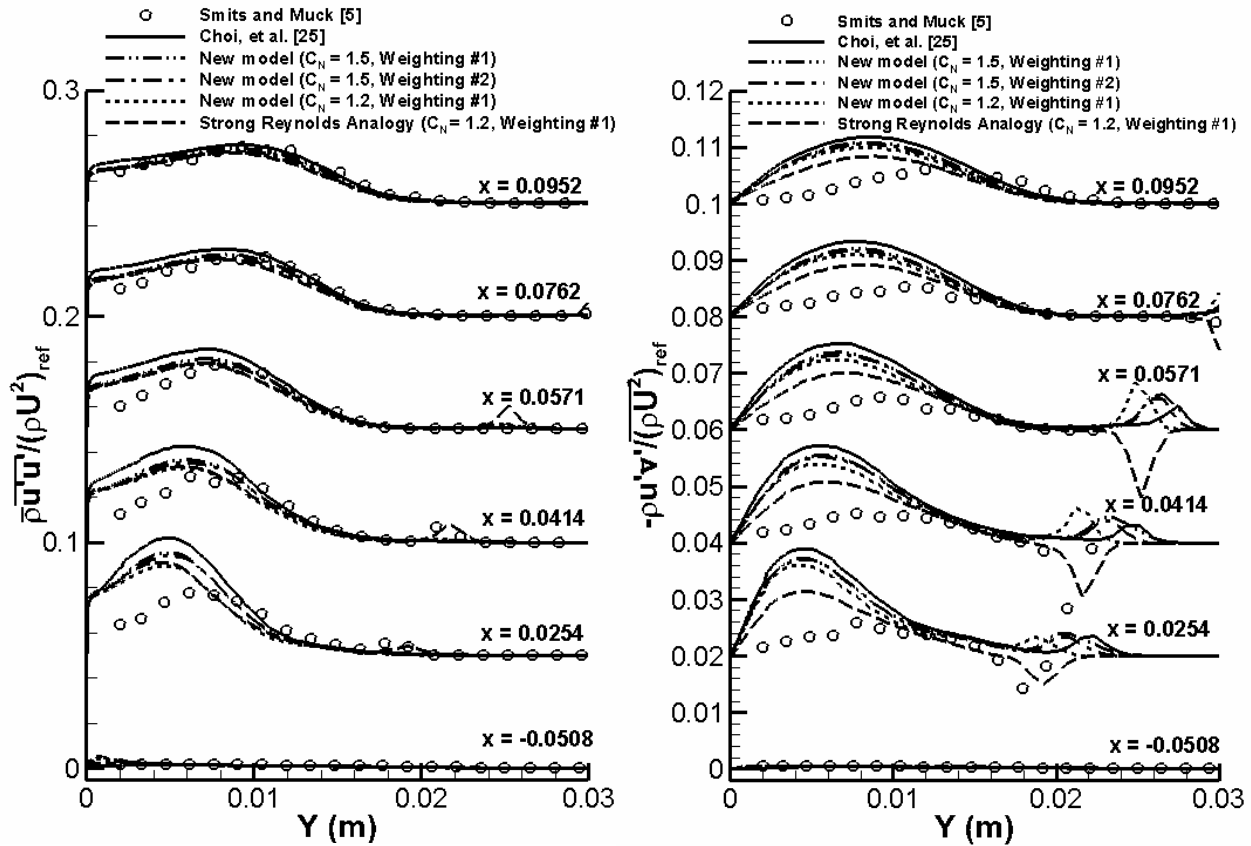 Smits and Muck [5]
Choi, et al. [25]
New model (C_N = 1.5, Weighting #1)
New model (C_N = 1.5, Weighting #2)
New model (C_N = 1.2, Weighting #1)
Strong Reynolds Analogy (C_N = 1.2, Weighting #1)
0.3
0.2
0.1
0
x = 0.0952
x = 0.0762
x = 0.0571
x = 0.0414
x = 0.0254
x = -0.0508
ρ̄u'u'/(ρU²)ref
0 0.01 0.02 0.03
Y (m)
Smits and Muck [5]
Choi, et al. [25]
New model (C_N = 1.5, Weighting #1)
New model (C_N = 1.5, Weighting #2)
New model (C_N = 1.2, Weighting #1)
Strong Reynolds Analogy (C_N = 1.2, Weighting #1)
0.12
0.11
0.1
0.09
0.08
0.07
0.06
0.05
0.04
0.03
0.02
0.01
0
x = 0.0952
x = 0.0762
x = 0.0571
x = 0.0414
x = 0.0254
x = -0.0508
-ρu'v'/(ρU²)ref
0 0.01 0.02 0.03
Y (m)